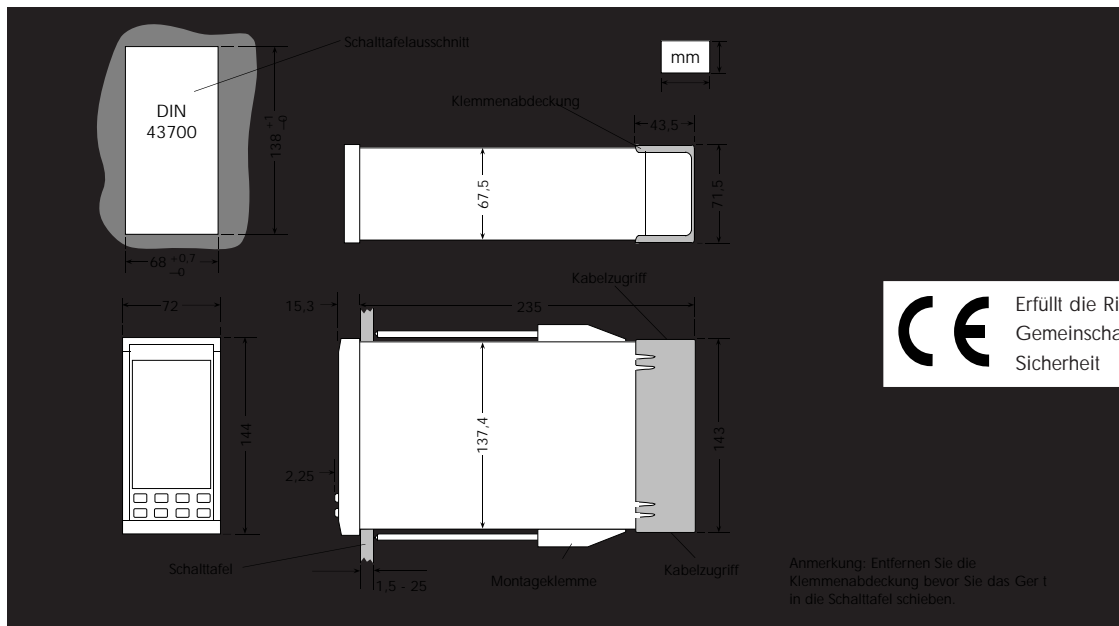 Schalttafelausschnitt
mm
DIN
43700
Klemmenabdeckung
43,5
138 +1 –0
67,5
71,5
68 +0,7 –0
Kabelzugriff
72
15,3
235
Erfüllt die Ri
Gemeinscha
Sicherheit
144
137,4
143
2,25
Schalttafel
1,5 - 25
Montageklemme
Kabelzugriff
Anmerkung: Entfernen Sie die
Klemmenabdeckung bevor Sie das Ger t
in die Schalttafel schieben.